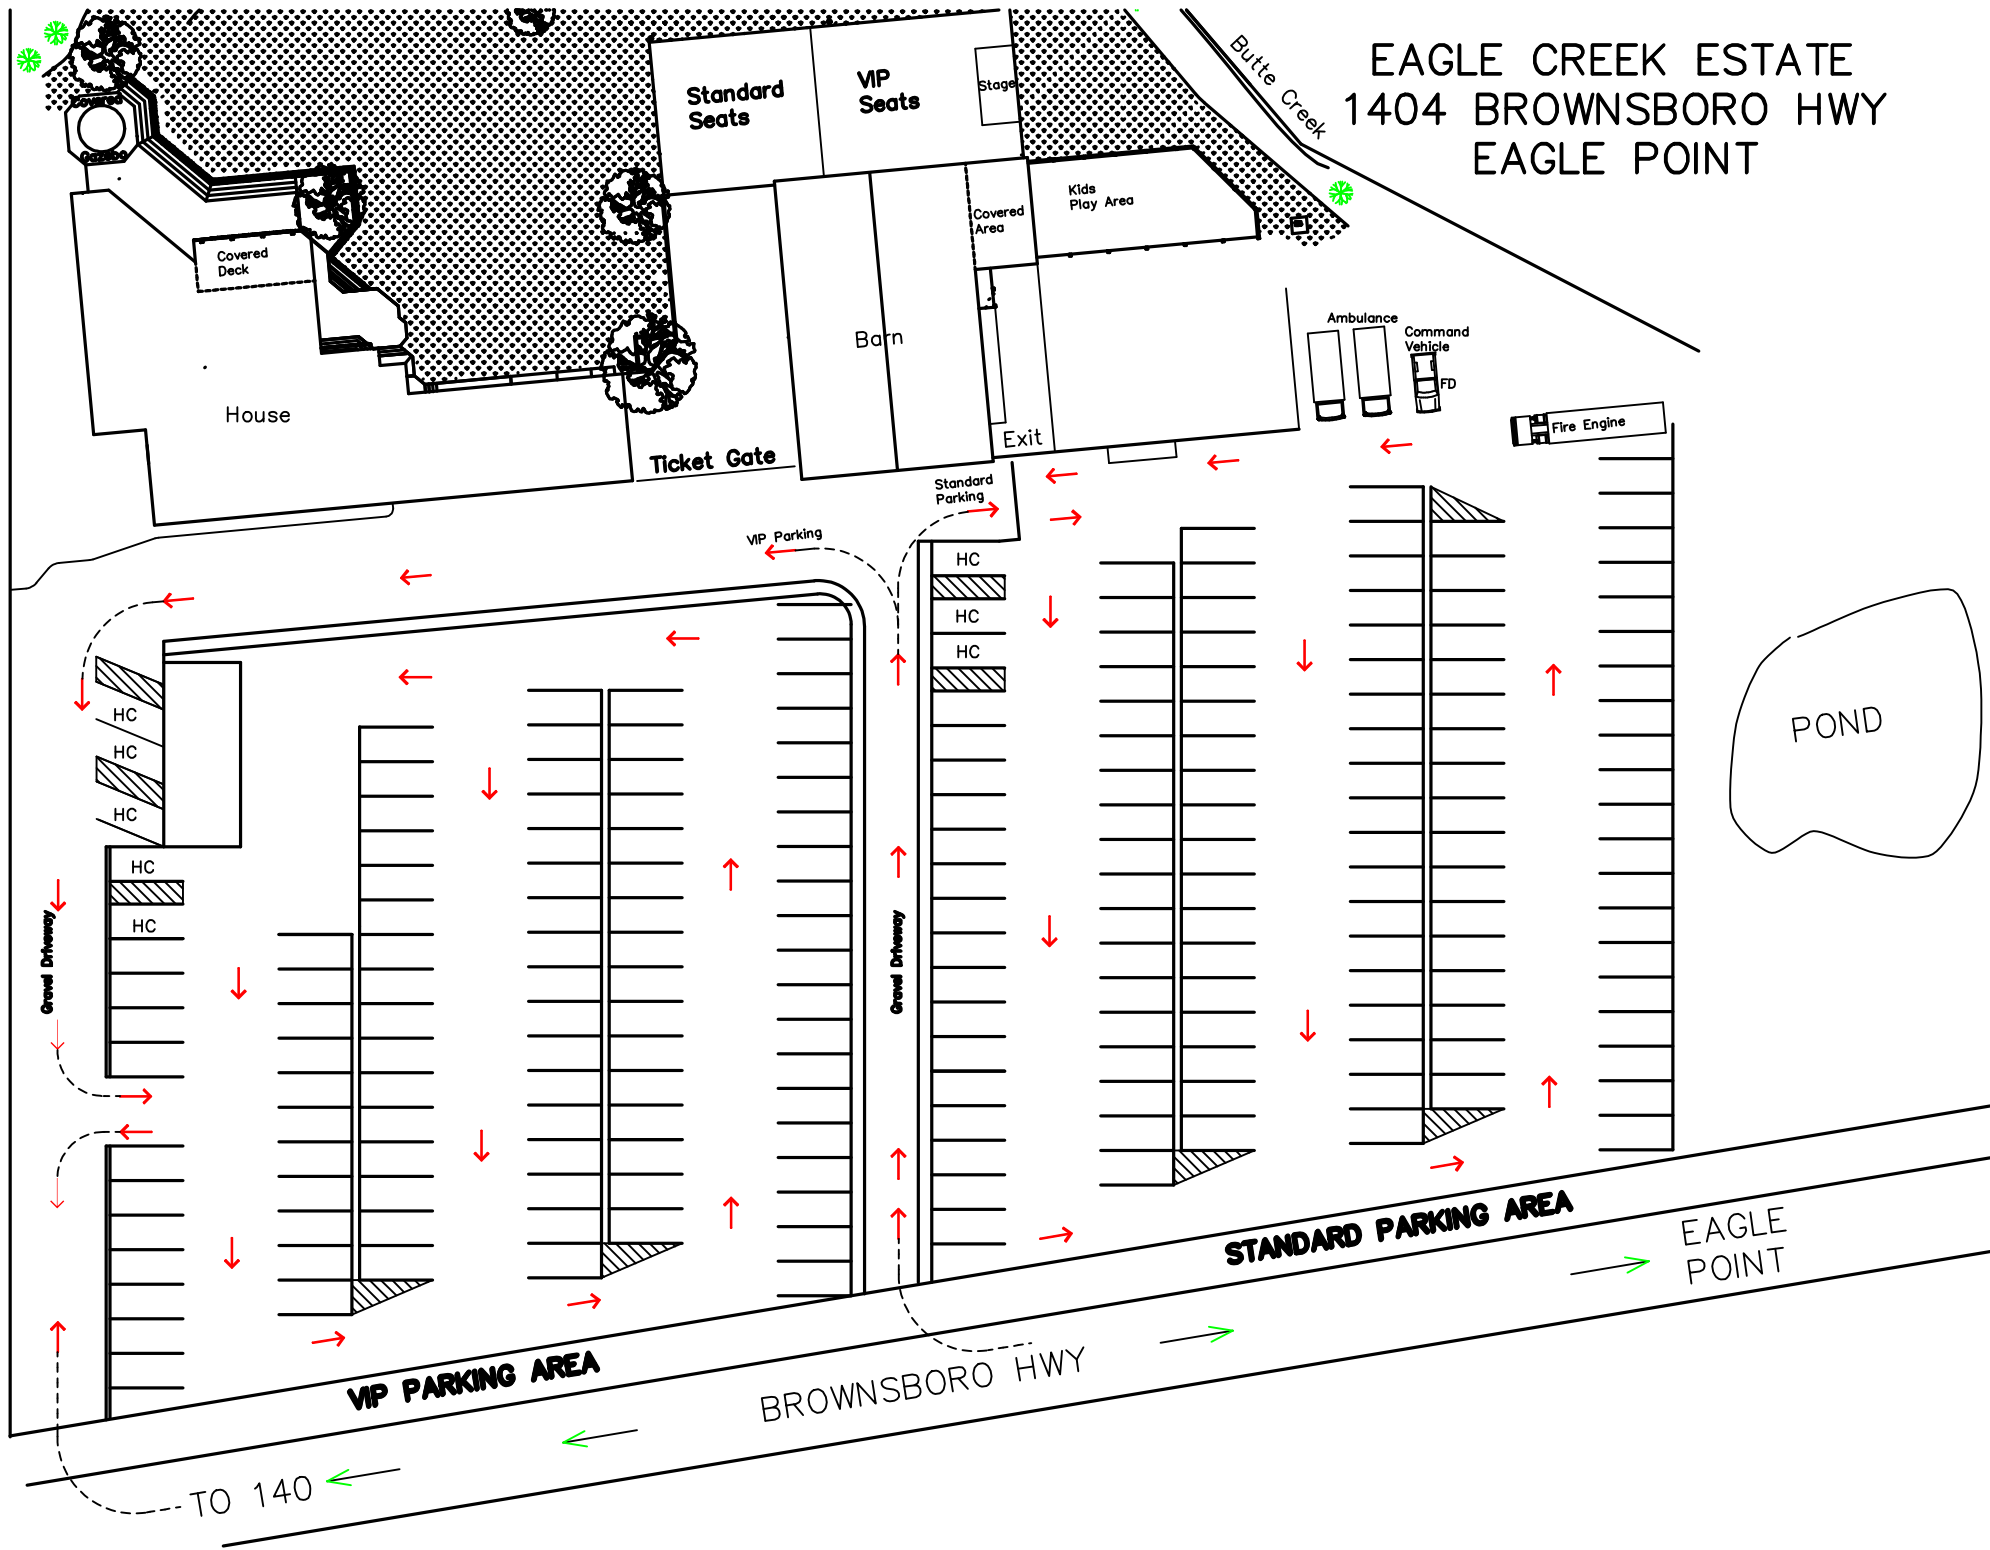 EAGLE CREEK ESTATE
1404 BROWNSBORO HWY
EAGLE POINT
Butte Creek
Covered
Gazebo
Standard
Seats
VIP
Seats
Stage
Kids
Play Area
Covered
Area
Covered
Deck
House
Barn
Ambulance
Command
Vehicle
FD
Fire Engine
Exit
Ticket Gate
Standard
Parking
VIP Parking
HC
HC
HC
HC
HC
HC
HC
HC
POND
Gravel Driveway
Gravel Driveway
STANDARD PARKING AREA
EAGLE
POINT
VIP PARKING AREA
BROWNSBORO HWY
TO 140